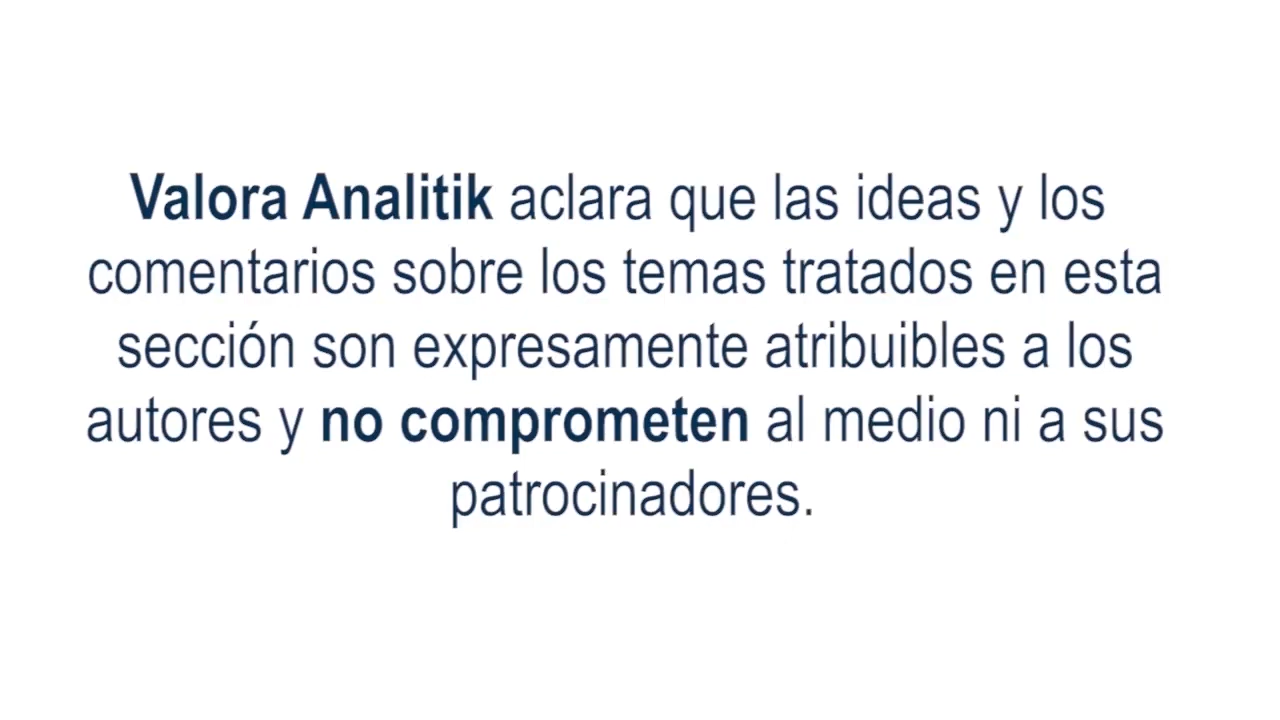 Valora Analitik aclara que las ideas y los
comentarios sobre los temas tratados en esta
sección son expresamente atribuibles a los
autores y no comprometen al medio ni a sus
patrocinadores.